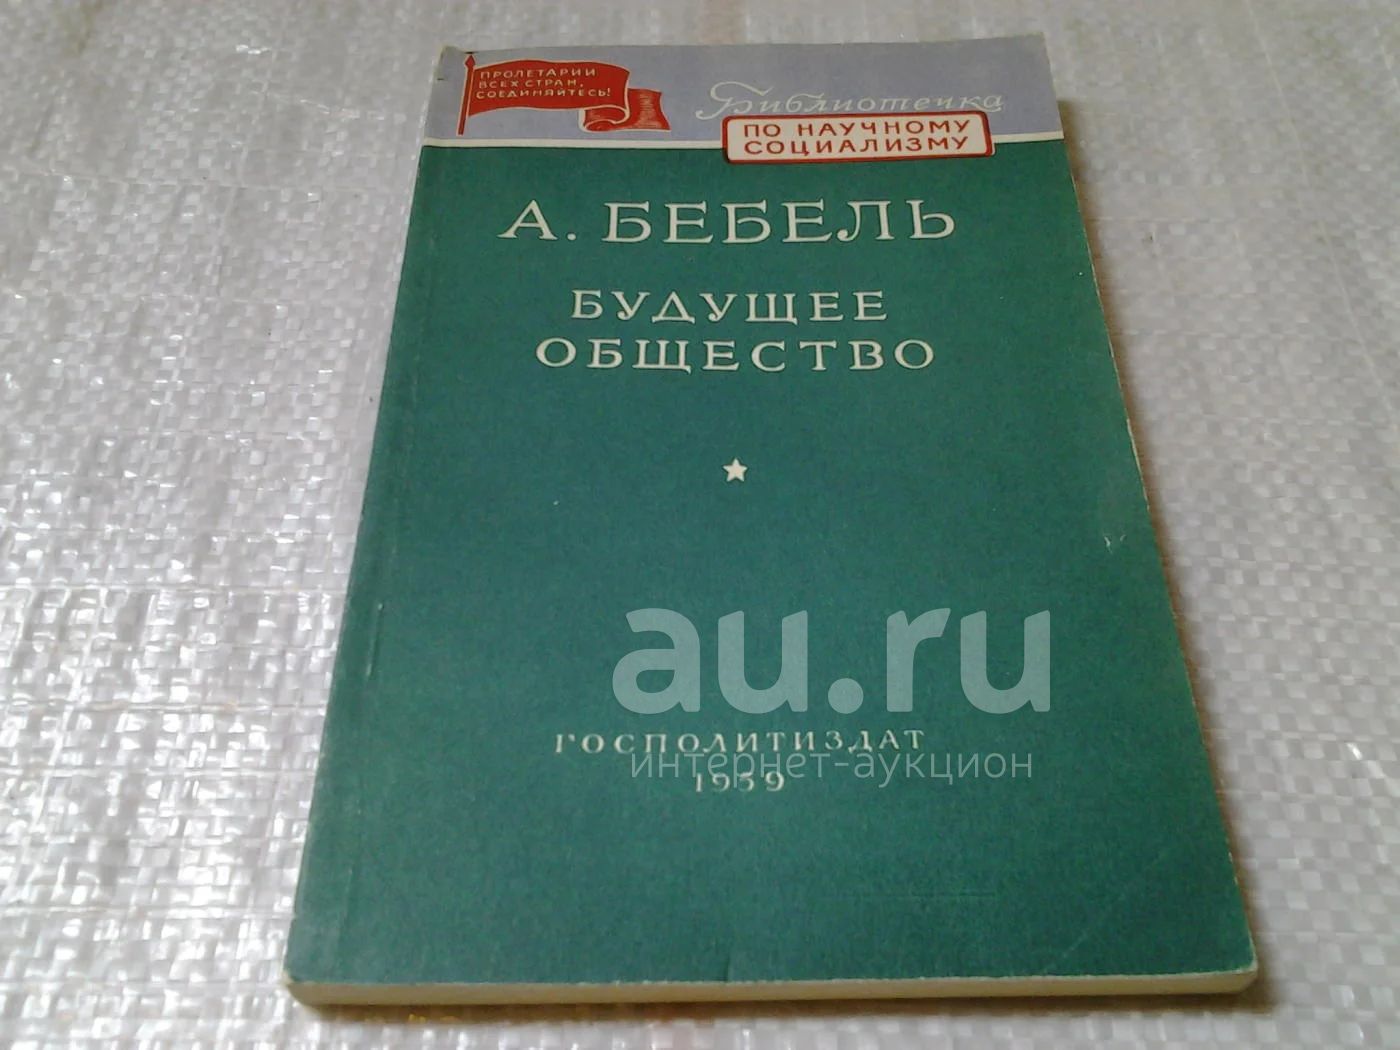 ПРОЛЕТАРИИ
ВСЕХ СТРАН,
СОЕДИНЯЙТЕСЬ!
Библиотечка
ПО НАУЧНОМУ
СОЦИАЛИЗМУ
А. БЕБЕЛЬ
БУДУЩЕЕ
ОБЩЕСТВО
au.ru
ГОСПОЛИТИЗДАТ
интернет-аукцион
1959